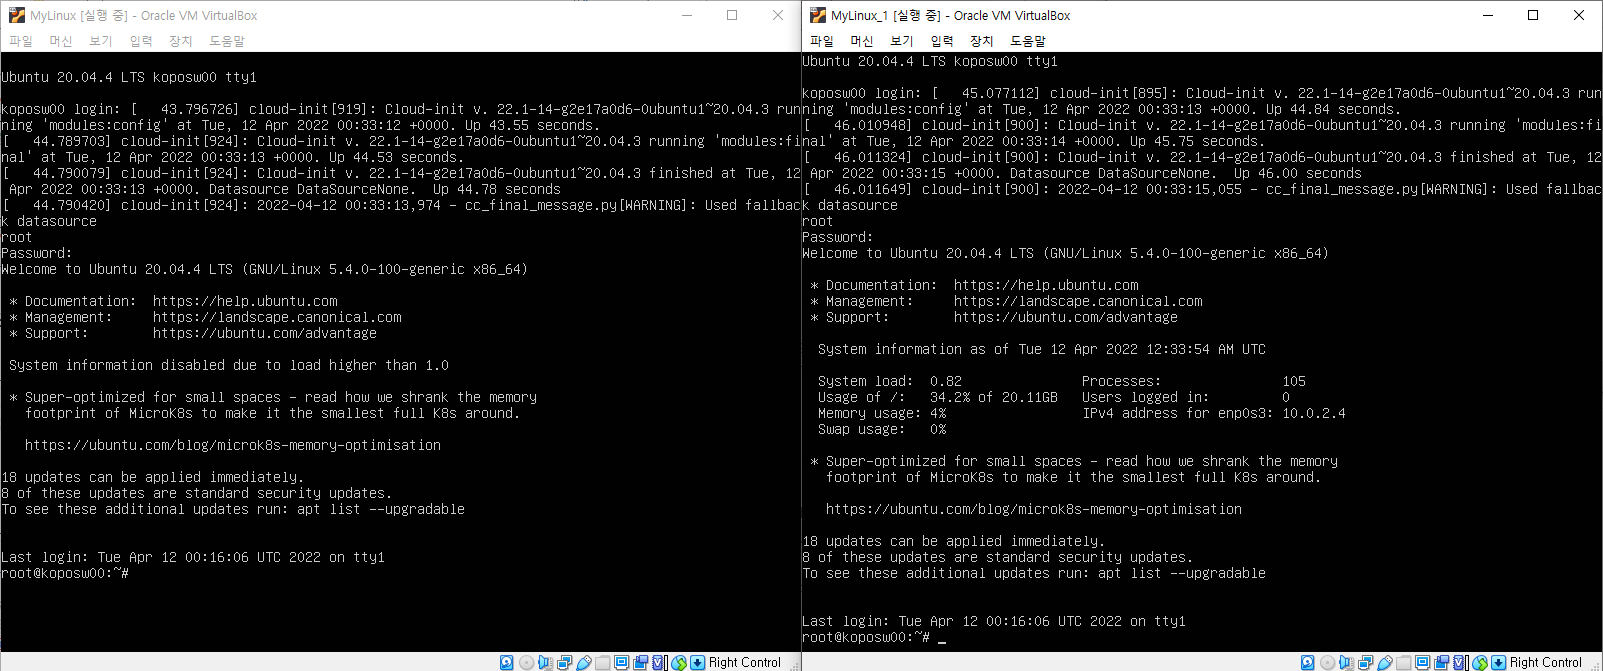 MyLinux [실행 중] - Oracle VM VirtualBox
파일 머신 보기 입력 장치 도움말
Ubuntu 20.04.4 LTS koposw00 tty1
koposw00 login: [   43.796726] cloud-init[919]: Cloud-init v. 22.1-14-g2e17a0d6-0ubuntu1~20.04.3 run
ning 'modules:config' at Tue, 12 Apr 2022 00:33:12 +0000. Up 43.55 seconds.
[   44.789703] cloud-init[924]: Cloud-init v. 22.1-14-g2e17a0d6-0ubuntu1~20.04.3 running 'modules:fi
nal' at Tue, 12 Apr 2022 00:33:13 +0000. Up 44.53 seconds.
[   44.790079] cloud-init[924]: Cloud-init v. 22.1-14-g2e17a0d6-0ubuntu1~20.04.3 finished at Tue, 12
 Apr 2022 00:33:13 +0000. Datasource DataSourceNone.  Up 44.78 seconds
[   44.790420] cloud-init[924]: 2022-04-12 00:33:13,974 - cc_final_message.py[WARNING]: Used fallbac
k datasource
root
Password:
Welcome to Ubuntu 20.04.4 LTS (GNU/Linux 5.4.0-100-generic x86_64)
 * Documentation:  https://help.ubuntu.com
 * Management:     https://landscape.canonical.com
 * Support:        https://ubuntu.com/advantage
  System information disabled due to load higher than 1.0
 * Super-optimized for small spaces - read how we shrank the memory
   footprint of MicroK8s to make it the smallest full K8s around.
   https://ubuntu.com/blog/microk8s-memory-optimisation
18 updates can be applied immediately.
8 of these updates are standard security updates.
To see these additional updates run: apt list --upgradable
Last login: Tue Apr 12 00:16:06 UTC 2022 on tty1
root@koposw00:~#
Right Control
MyLinux_1 [실행 중] - Oracle VM VirtualBox
파일 머신 보기 입력 장치 도움말
Ubuntu 20.04.4 LTS koposw00 tty1
koposw00 login: [   45.077112] cloud-init[895]: Cloud-init v. 22.1-14-g2e17a0d6-0ubuntu1~20.04.3 run
ning 'modules:config' at Tue, 12 Apr 2022 00:33:13 +0000. Up 44.84 seconds.
[   46.010948] cloud-init[900]: Cloud-init v. 22.1-14-g2e17a0d6-0ubuntu1~20.04.3 running 'modules:fi
nal' at Tue, 12 Apr 2022 00:33:14 +0000. Up 45.75 seconds.
[   46.011324] cloud-init[900]: Cloud-init v. 22.1-14-g2e17a0d6-0ubuntu1~20.04.3 finished at Tue, 12
 Apr 2022 00:33:15 +0000. Datasource DataSourceNone.  Up 46.00 seconds
[   46.011649] cloud-init[900]: 2022-04-12 00:33:15,055 - cc_final_message.py[WARNING]: Used fallbac
k datasource
root
Password:
Welcome to Ubuntu 20.04.4 LTS (GNU/Linux 5.4.0-100-generic x86_64)
 * Documentation:  https://help.ubuntu.com
 * Management:     https://landscape.canonical.com
 * Support:        https://ubuntu.com/advantage
  System information as of Tue 12 Apr 2022 12:33:54 AM UTC
  System load:  0.82               Processes:               105
  Usage of /:   34.2% of 20.11GB   Users logged in:         0
  Memory usage: 4%                 IPv4 address for enp0s3: 10.0.2.4
  Swap usage:   0%
 * Super-optimized for small spaces - read how we shrank the memory
   footprint of MicroK8s to make it the smallest full K8s around.
   https://ubuntu.com/blog/microk8s-memory-optimisation
18 updates can be applied immediately.
8 of these updates are standard security updates.
To see these additional updates run: apt list --upgradable
Last login: Tue Apr 12 00:16:06 UTC 2022 on tty1
root@koposw00:~# _
Right Control